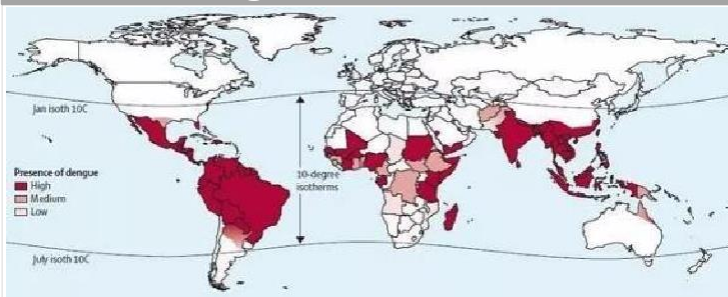 Jan isoth 10C
Presence of dengue
High
Medium
Low
10-degree
isotherms
July isoth 10C